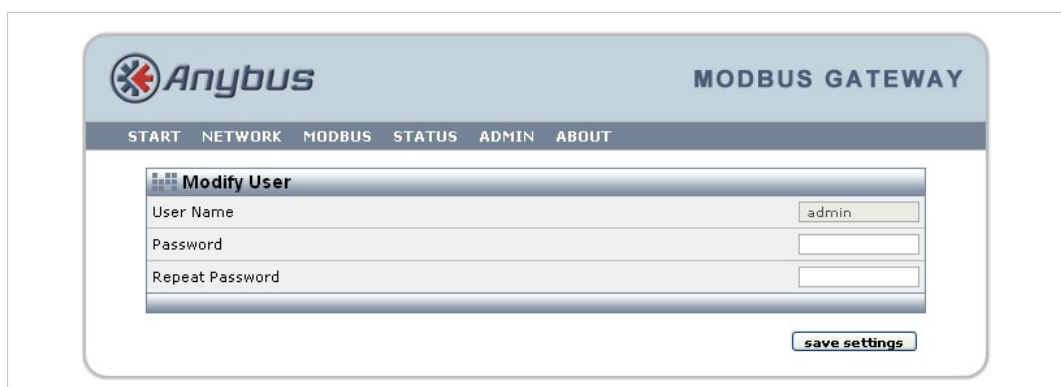 Anybus
MODBUS GATEWAY
START NETWORK MODBUS STATUS ADMIN ABOUT
Modify User
User Name admin
Password
Repeat Password
save settings